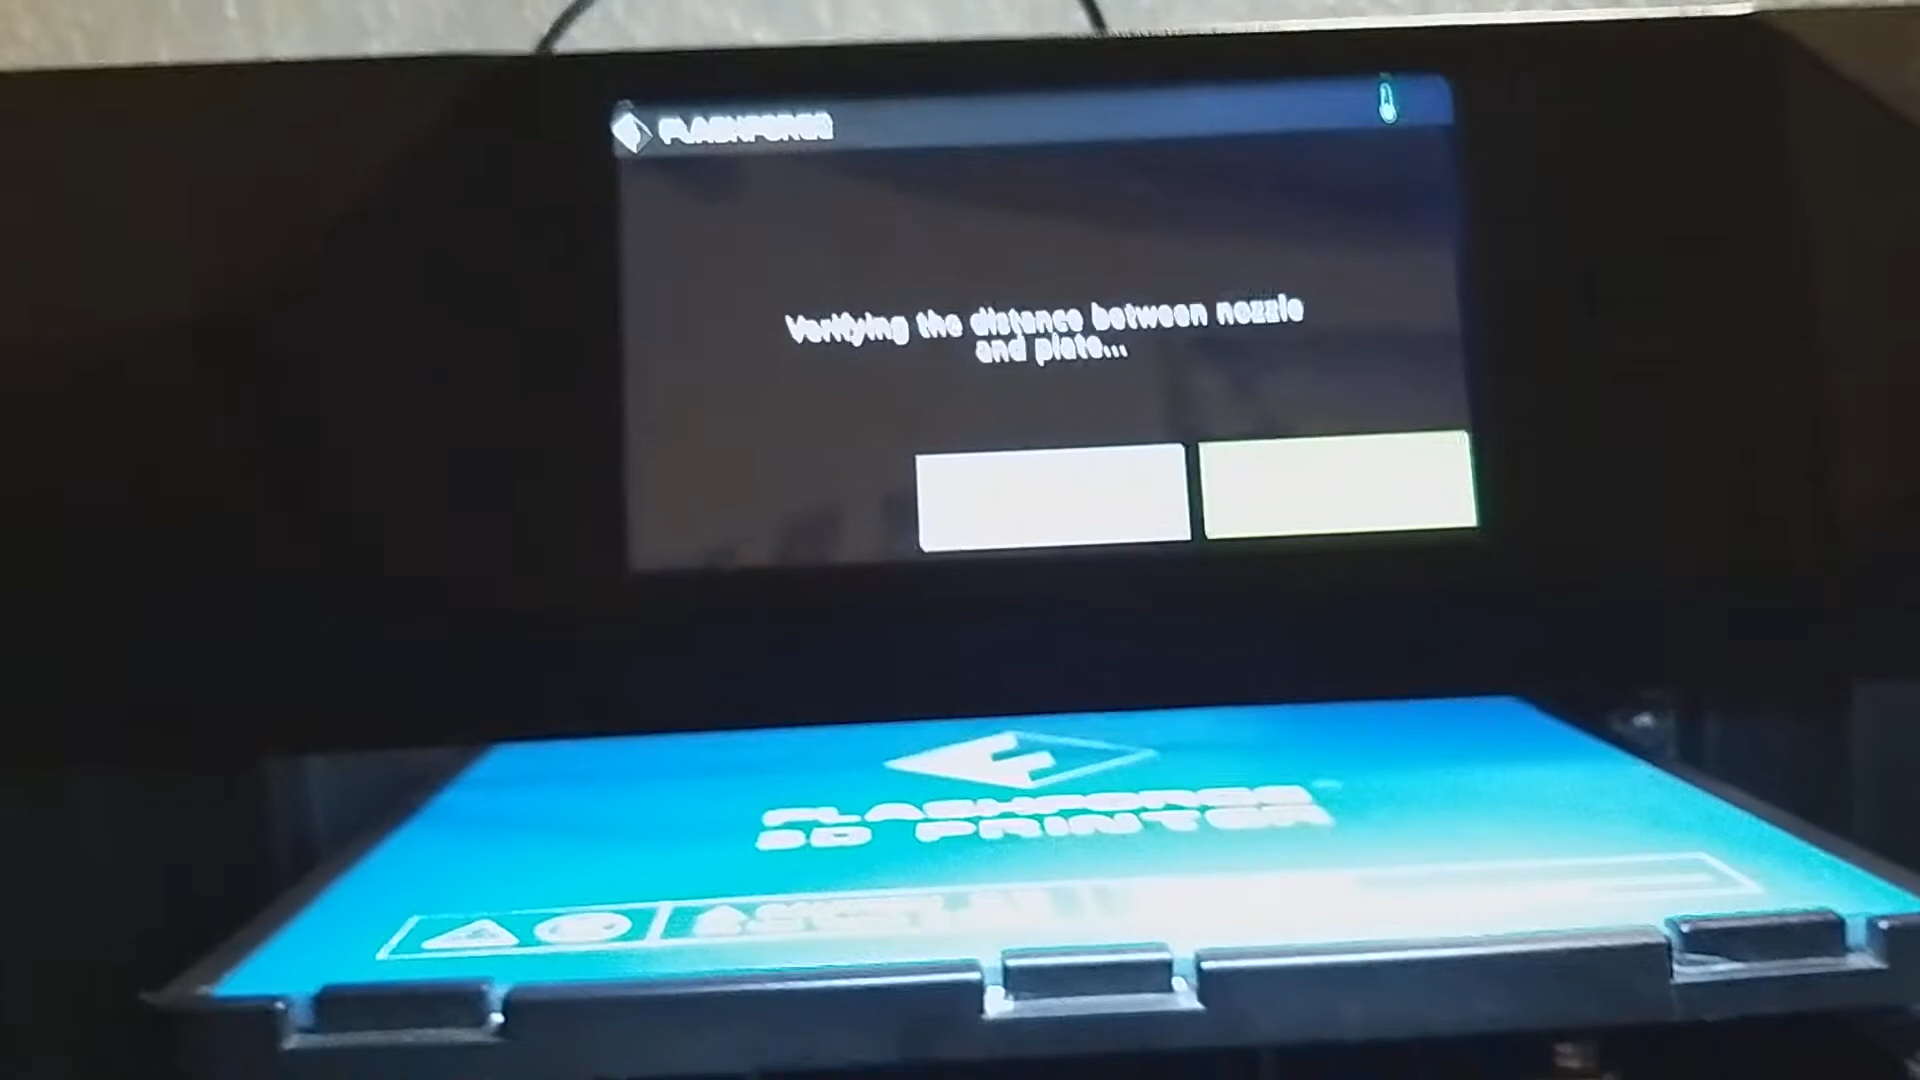 FLASHFORGE
Verifying the distance between nozzle
and plate...
FLASHFORGE
3D PRINTER